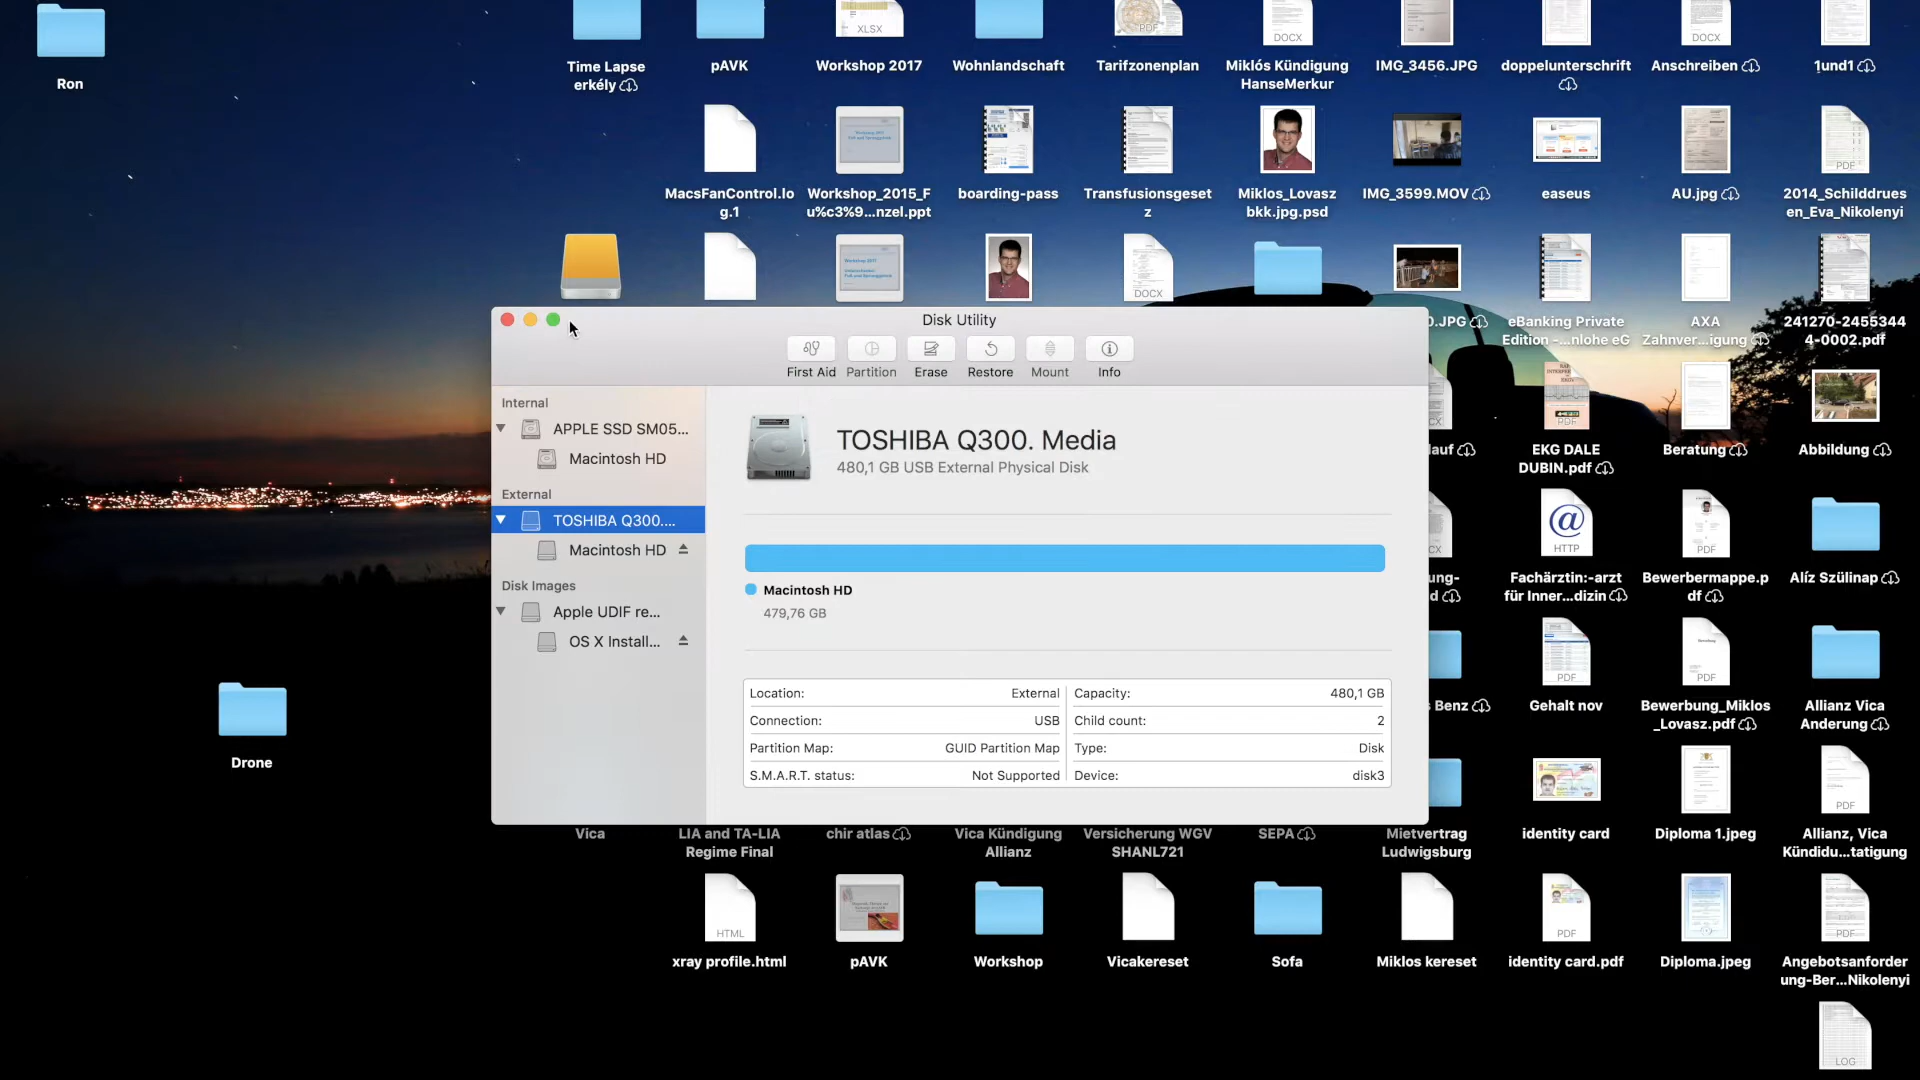 Ron
Time Lapse
erkély
pAVK
XLSX
Workshop 2017
Wohnlandschaft
PDF
Tarifzonenplan
DOCX
Miklós Kündigung
HanseMerkur
IMG_3456.JPG
doppelunterschrift
DOCX
Anschreiben
1und1
MacsFanControl.lo
g.1
Workshop_2015_F
u%c3%9...nzel.ppt
boarding-pass
Transfusionsgeset
z
Miklos_Lovasz
bkk.jpg.psd
IMG_3599.MOV
easeus
AU.jpg
PDF
2014_Schilddrues
en_Eva_Nikolenyi
DOCX
0.JPG
eBanking Private
Edition -...nlohe eG
AXA
Zahnver...igung
241270-2455344
4-0002.pdf
Disk Utility
First Aid
Partition
Erase
Restore
Mount
Info
Internal
APPLE SSD SM05...
Macintosh HD
External
TOSHIBA Q300....
Macintosh HD
Disk Images
Apple UDIF re...
OS X Install...
TOSHIBA Q300. Media
480,1 GB USB External Physical Disk
Macintosh HD
479,76 GB
Location: External
Capacity: 480,1 GB
Connection: USB
Child count: 2
Partition Map: GUID Partition Map
Type: Disk
S.M.A.R.T. status: Not Supported
Device: disk3
lauf
PDF
EKG DALE
DUBIN.pdf
Beratung
Abbildung
CX
ung-
d
HTTP
Fachärztin:-arzt
für Inner...dizin
PDF
Bewerbermappe.p
df
Alíz Szülinap
s Benz
PDF
Gehalt nov
PDF
Bewerbung_Miklos
_Lovasz.pdf
Allianz Vica
Anderung
Drone
Vica
LIA and TA-LIA
Regime Final
chir atlas
Vica Kündigung
Allianz
Versicherung WGV
SHANL721
SEPA
Mietvertrag
Ludwigsburg
identity card
Diploma 1.jpeg
PDF
Allianz, Vica
Kündidu...tatigung
HTML
xray profile.html
pAVK
Workshop
Vicakereset
Sofa
Miklos kereset
PDF
identity card.pdf
Diploma.jpeg
PDF
Angebotsanforder
ung-Ber...Nikolenyi
LOG